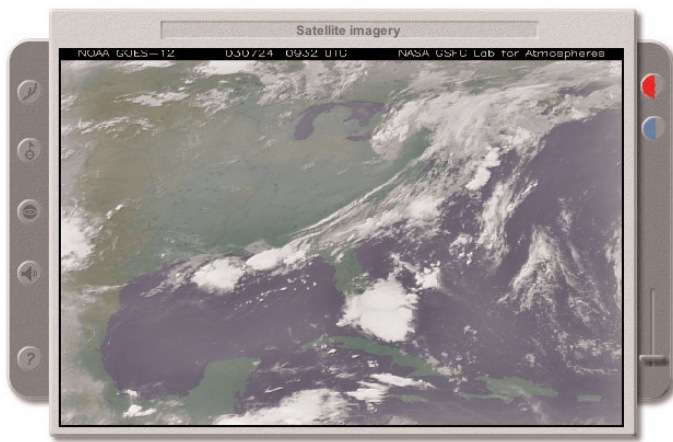 Satellite imagery
NOAA GOES-12 030724 0932 UTC NASA GSFC Lab for Atmospheres
?